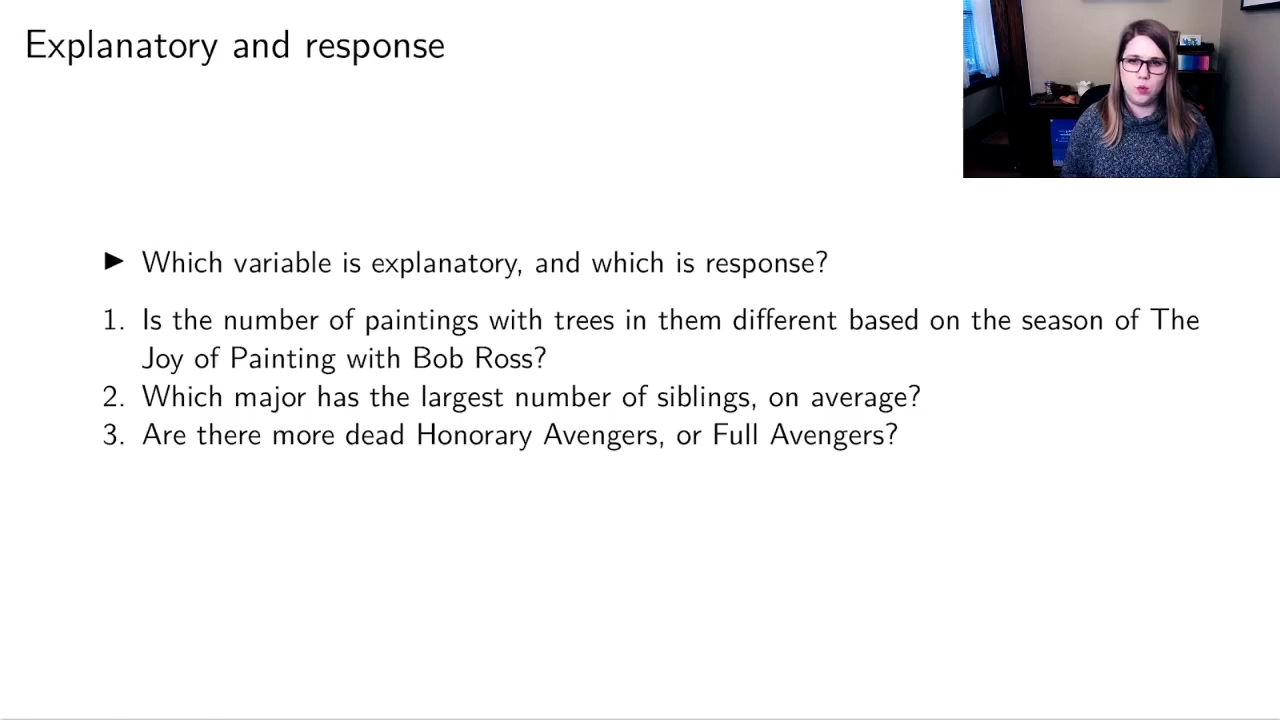 Explanatory and response
▶ Which variable is explanatory, and which is response?
1. Is the number of paintings with trees in them different based on the season of The
Joy of Painting with Bob Ross?
2. Which major has the largest number of siblings, on average?
3. Are there more dead Honorary Avengers, or Full Avengers?